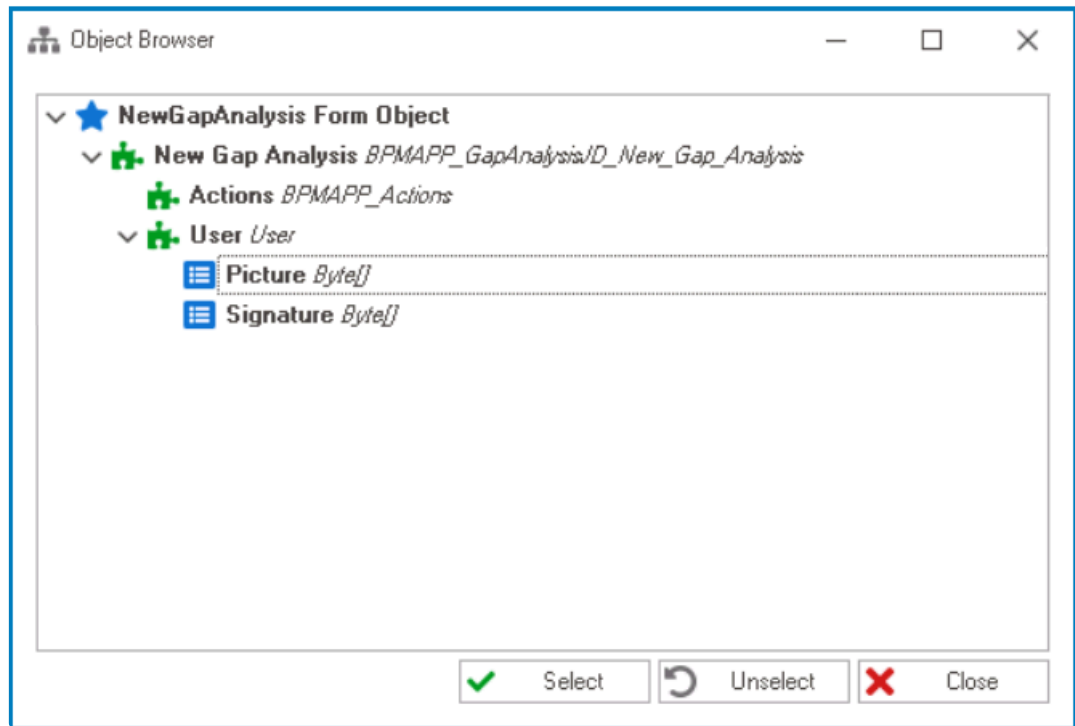 Object Browser
NewGapAnalysis Form Object
New Gap Analysis BPMAPP_GapAnalysisJD_New_Gap_Analysis
Actions BPMAPP_Actions
User User
Picture Byte[]
Signature Byte[]
Select Unselect Close